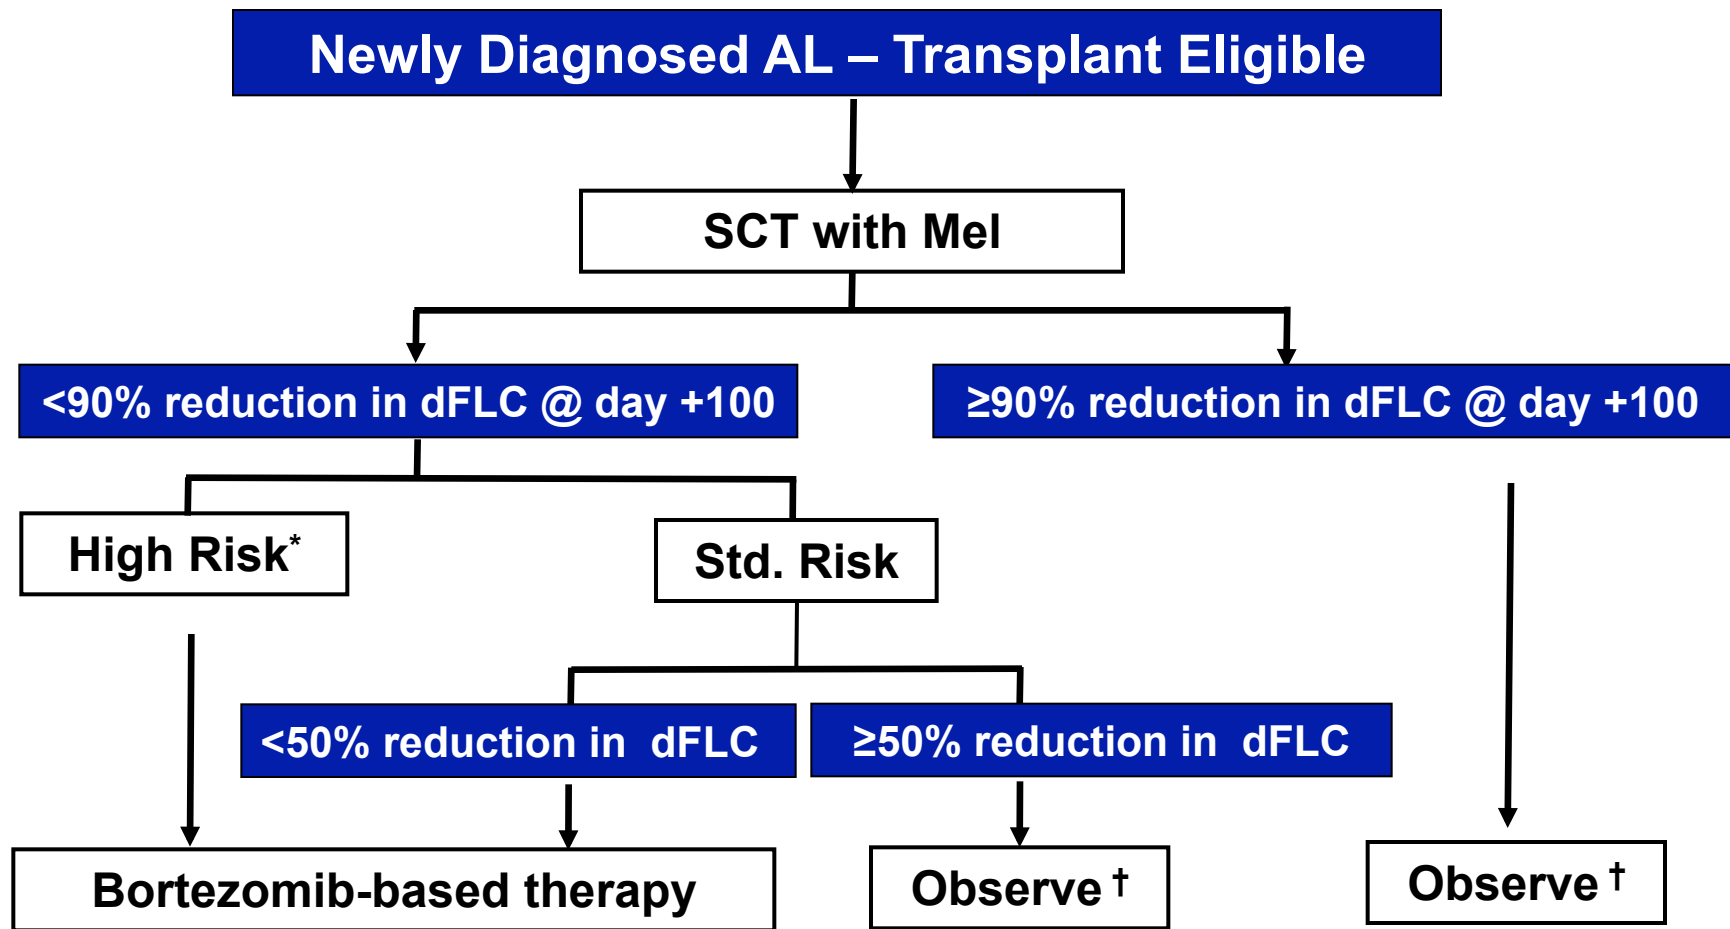 Newly Diagnosed AL – Transplant Eligible
SCT with Mel
<90% reduction in dFLC @ day +100
≥90% reduction in dFLC @ day +100
High Risk*
Std. Risk
<50% reduction in dFLC
≥50% reduction in dFLC
Bortezomib-based therapy
Observe †
Observe †